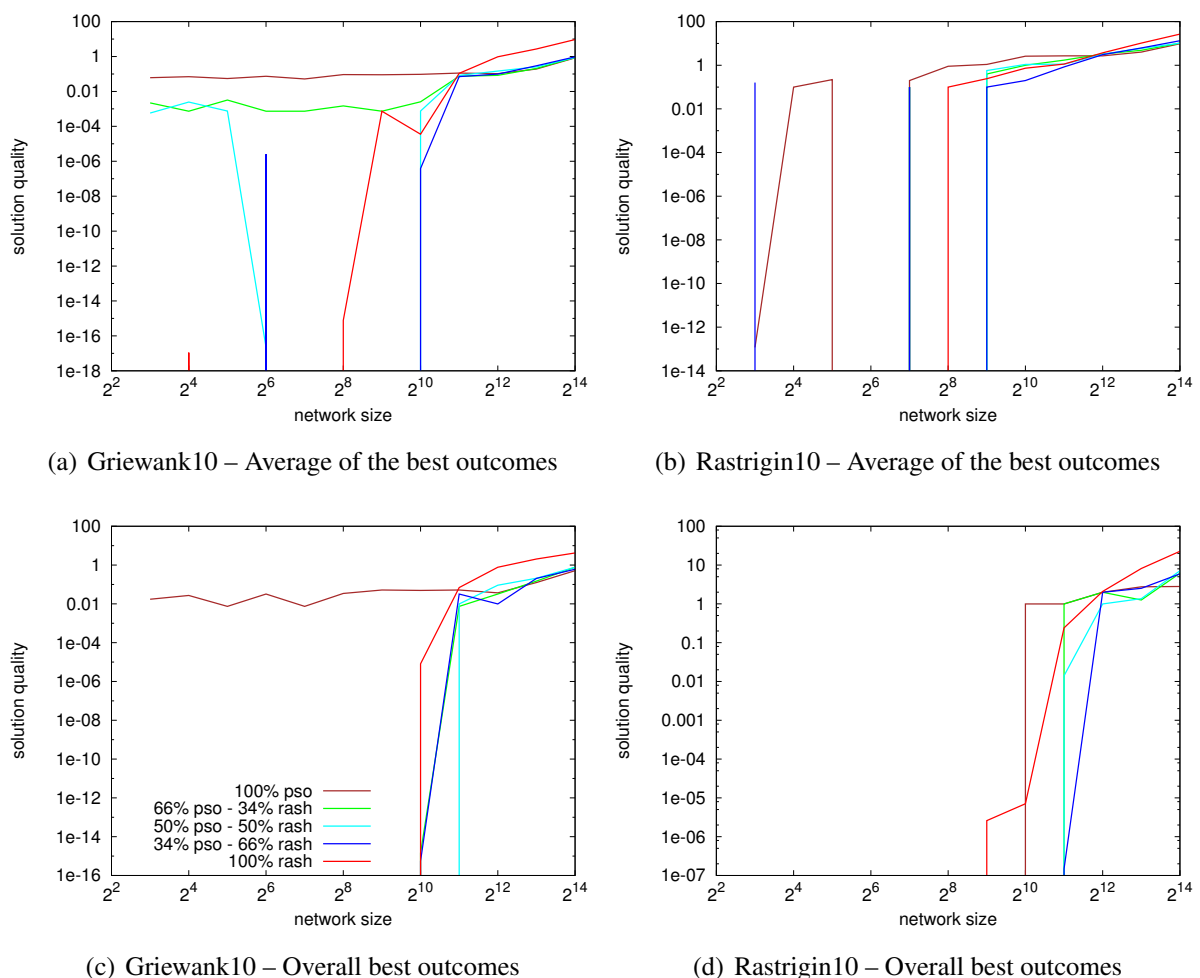 100
1
0.01
1e-04
1e-06
1e-08
1e-10
1e-12
1e-14
1e-16
1e-18
2^2 2^4 2^6 2^8 2^10 2^12 2^14
solution quality
network size
(a) Griewank10 – Average of the best outcomes
100
1
0.01
1e-04
1e-06
1e-08
1e-10
1e-12
1e-14
2^2 2^4 2^6 2^8 2^10 2^12 2^14
solution quality
network size
(b) Rastrigin10 – Average of the best outcomes
100
1
0.01
1e-04
1e-06
1e-08
1e-10
1e-12
1e-14
1e-16
2^2 2^4 2^6 2^8 2^10 2^12 2^14
solution quality
network size
100% pso
66% pso - 34% rash
50% pso - 50% rash
34% pso - 66% rash
100% rash
(c) Griewank10 – Overall best outcomes
100
10
1
0.1
0.01
0.001
1e-04
1e-05
1e-06
1e-07
2^2 2^4 2^6 2^8 2^10 2^12 2^14
solution quality
network size
(d) Rastrigin10 – Overall best outcomes